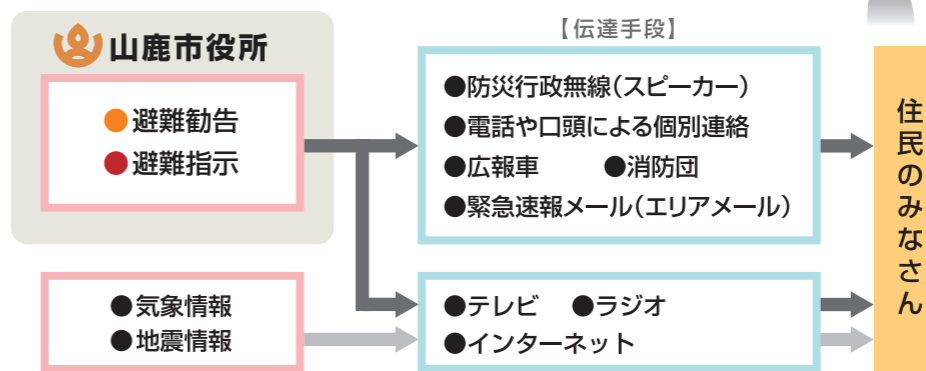 山鹿市役所
●避難勧告
●避難指示
●気象情報
●地震情報
【伝達手段】
●防災行政無線(スピーカー)
●電話や口頭による個別連絡
●広報車 ●消防団
●緊急速報メール(エリアメール)
●テレビ ●ラジオ
●インターネット
住民のみなさん